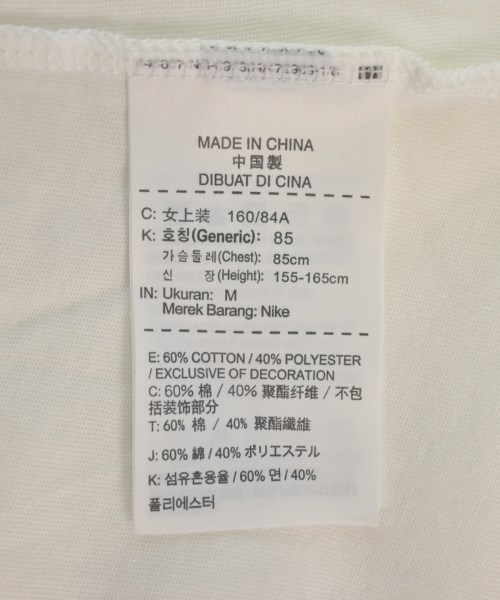 MADE IN CHINA
中国製
DIBUAT DI CINA
C: 女上装 160/84A
K: 호칭(Generic): 85
가슴둘레(Chest): 85cm
신 장(Height): 155-165cm
IN: Ukuran: M
Merek Barang: Nike
E: 60% COTTON / 40% POLYESTER
/ EXCLUSIVE OF DECORATION
C: 60% 棉 / 40% 聚酯纤维 / 不包
括装饰部分
T: 60% 棉 / 40% 聚酯纖維
J: 60% 綿 / 40% ポリエステル
K: 섬유혼용율 / 60% 면 / 40%
폴리에스터